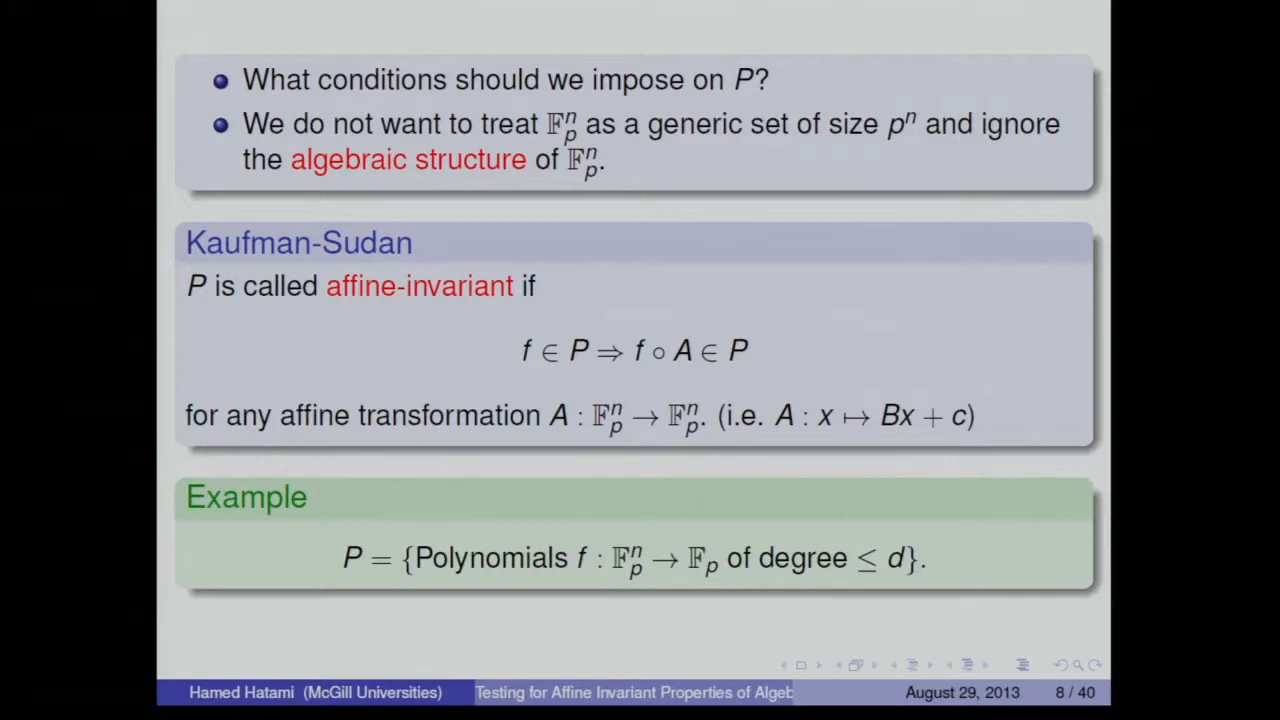 What conditions should we impose on P?
We do not want to treat 𝔽ₚⁿ as a generic set of size pⁿ and ignore
the algebraic structure of 𝔽ₚⁿ.
Kaufman-Sudan
P is called affine-invariant if
f ∈ P ⇒ f ∘ A ∈ P
for any affine transformation A : 𝔽ₚⁿ → 𝔽ₚⁿ. (i.e. A : x ↦ Bx + c)
Example
P = {Polynomials f : 𝔽ₚⁿ → 𝔽ₚ of degree ≤ d}.
Hamed Hatami (McGill Universities) Testing for Affine Invariant Properties of Algeb August 29, 2013 8 / 40